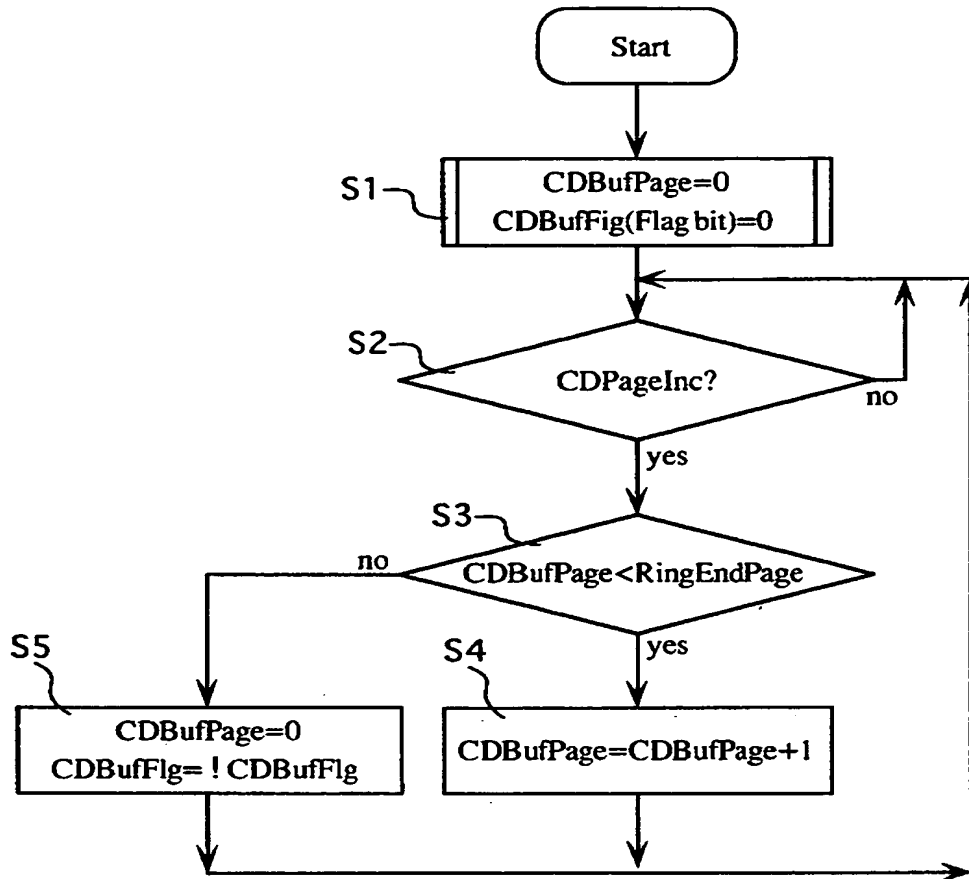 Start
S1
CDBufPage=0
CDBufFig(Flag bit)=0
S2
CDPageInc?
no
yes
S3
no
CDBufPage<RingEndPage
yes
S5
S4
CDBufPage=0
CDBufFlg= ! CDBufFlg
CDBufPage=CDBufPage+1